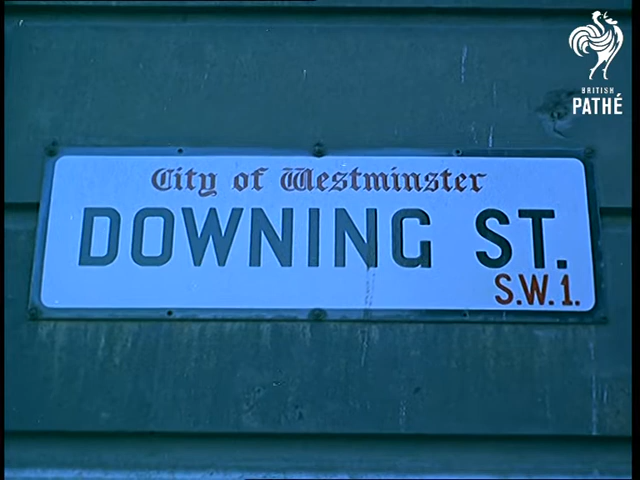 BRITISH
PATHÉ
City of Westminster
DOWNING ST.
S.W.1.